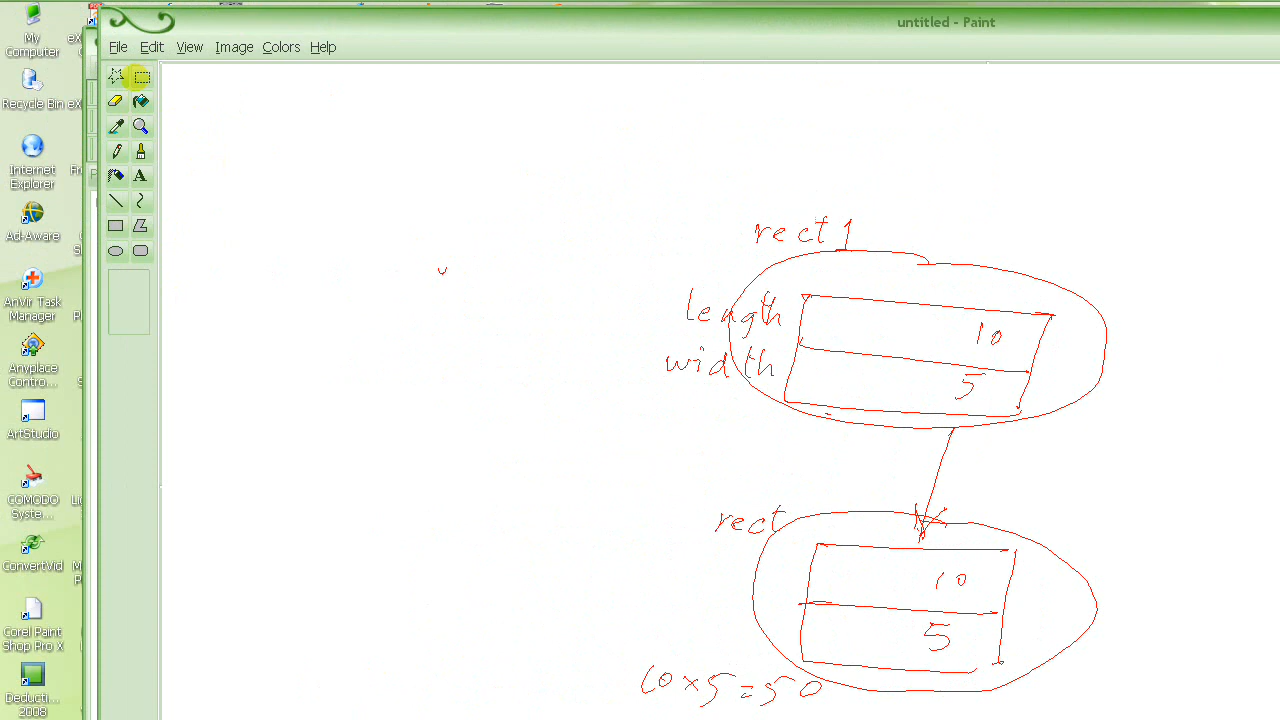 untitled - Paint
File Edit View Image Colors Help
My Computer
Recycle Bin
Internet Explorer
Ad-Aware
AnVir Task Manager
Anyplace Contro...
ArtStudio
COMODO Syste...
ConvertVid
Corel Paint Shop Pro X
Deducti... 2008
rect 1
length 10
width 5
rect
10
5
10 x 5 = 50